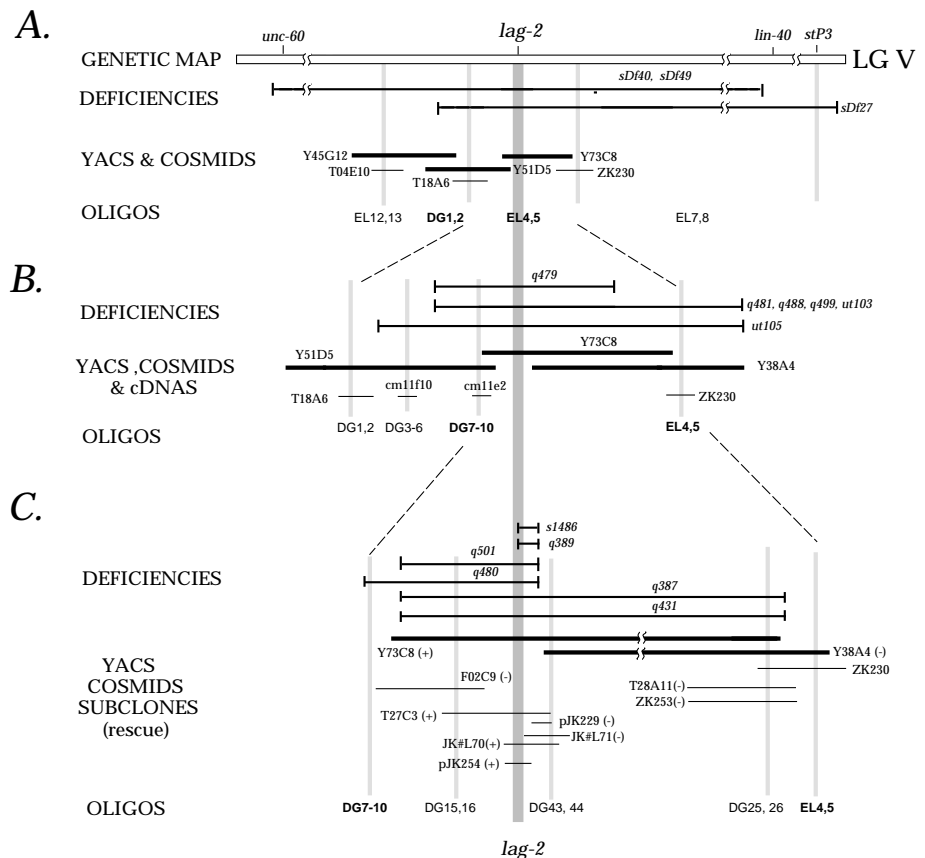 A.
lag-2
unc-60
lin-40
stP3
GENETIC MAP
LG V
DEFICIENCIES
sDf40, sDf49
sDf27
YACS & COSMIDS
Y45G12
Y73C8
T04E10
Y51D5
ZK230
T18A6
OLIGOS
EL12,13
DG1,2
EL4,5
EL7,8
B.
q479
DEFICIENCIES
q481, q488, q499, ut103
ut105
Y73C8
Y51D5
YACS ,COSMIDS
Y38A4
& cDNAS
cm11f10
cm11e2
T18A6
ZK230
OLIGOS
DG1,2
DG3-6
DG7-10
EL4,5
C.
s1486
q389
q501
q480
DEFICIENCIES
q387
q431
Y73C8 (+)
Y38A4 (-)
YACS
ZK230
COSMIDS
F02C9 (-)
T28A11(-)
SUBCLONES
ZK253(-)
(rescue)
T27C3 (+)
pJK229 (-)
JK#L71(-)
JK#L70(+)
pJK254 (+)
OLIGOS
DG7-10
DG15,16
DG43, 44
DG25, 26
EL4,5
lag-2